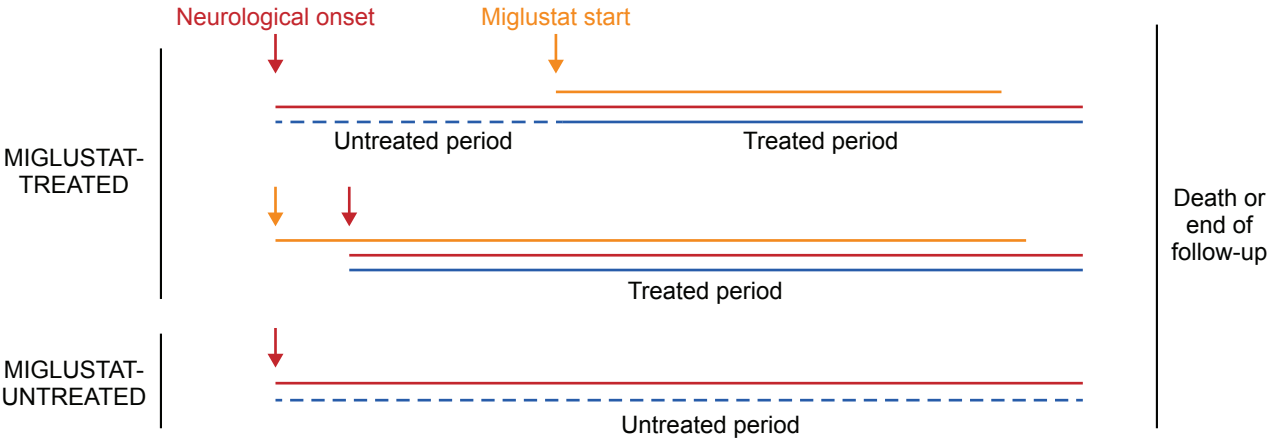 Neurological onset
Miglustat start
Untreated period
Treated period
MIGLUSTAT-
TREATED
Treated period
Death or
end of
follow-up
MIGLUSTAT-
UNTREATED
Untreated period